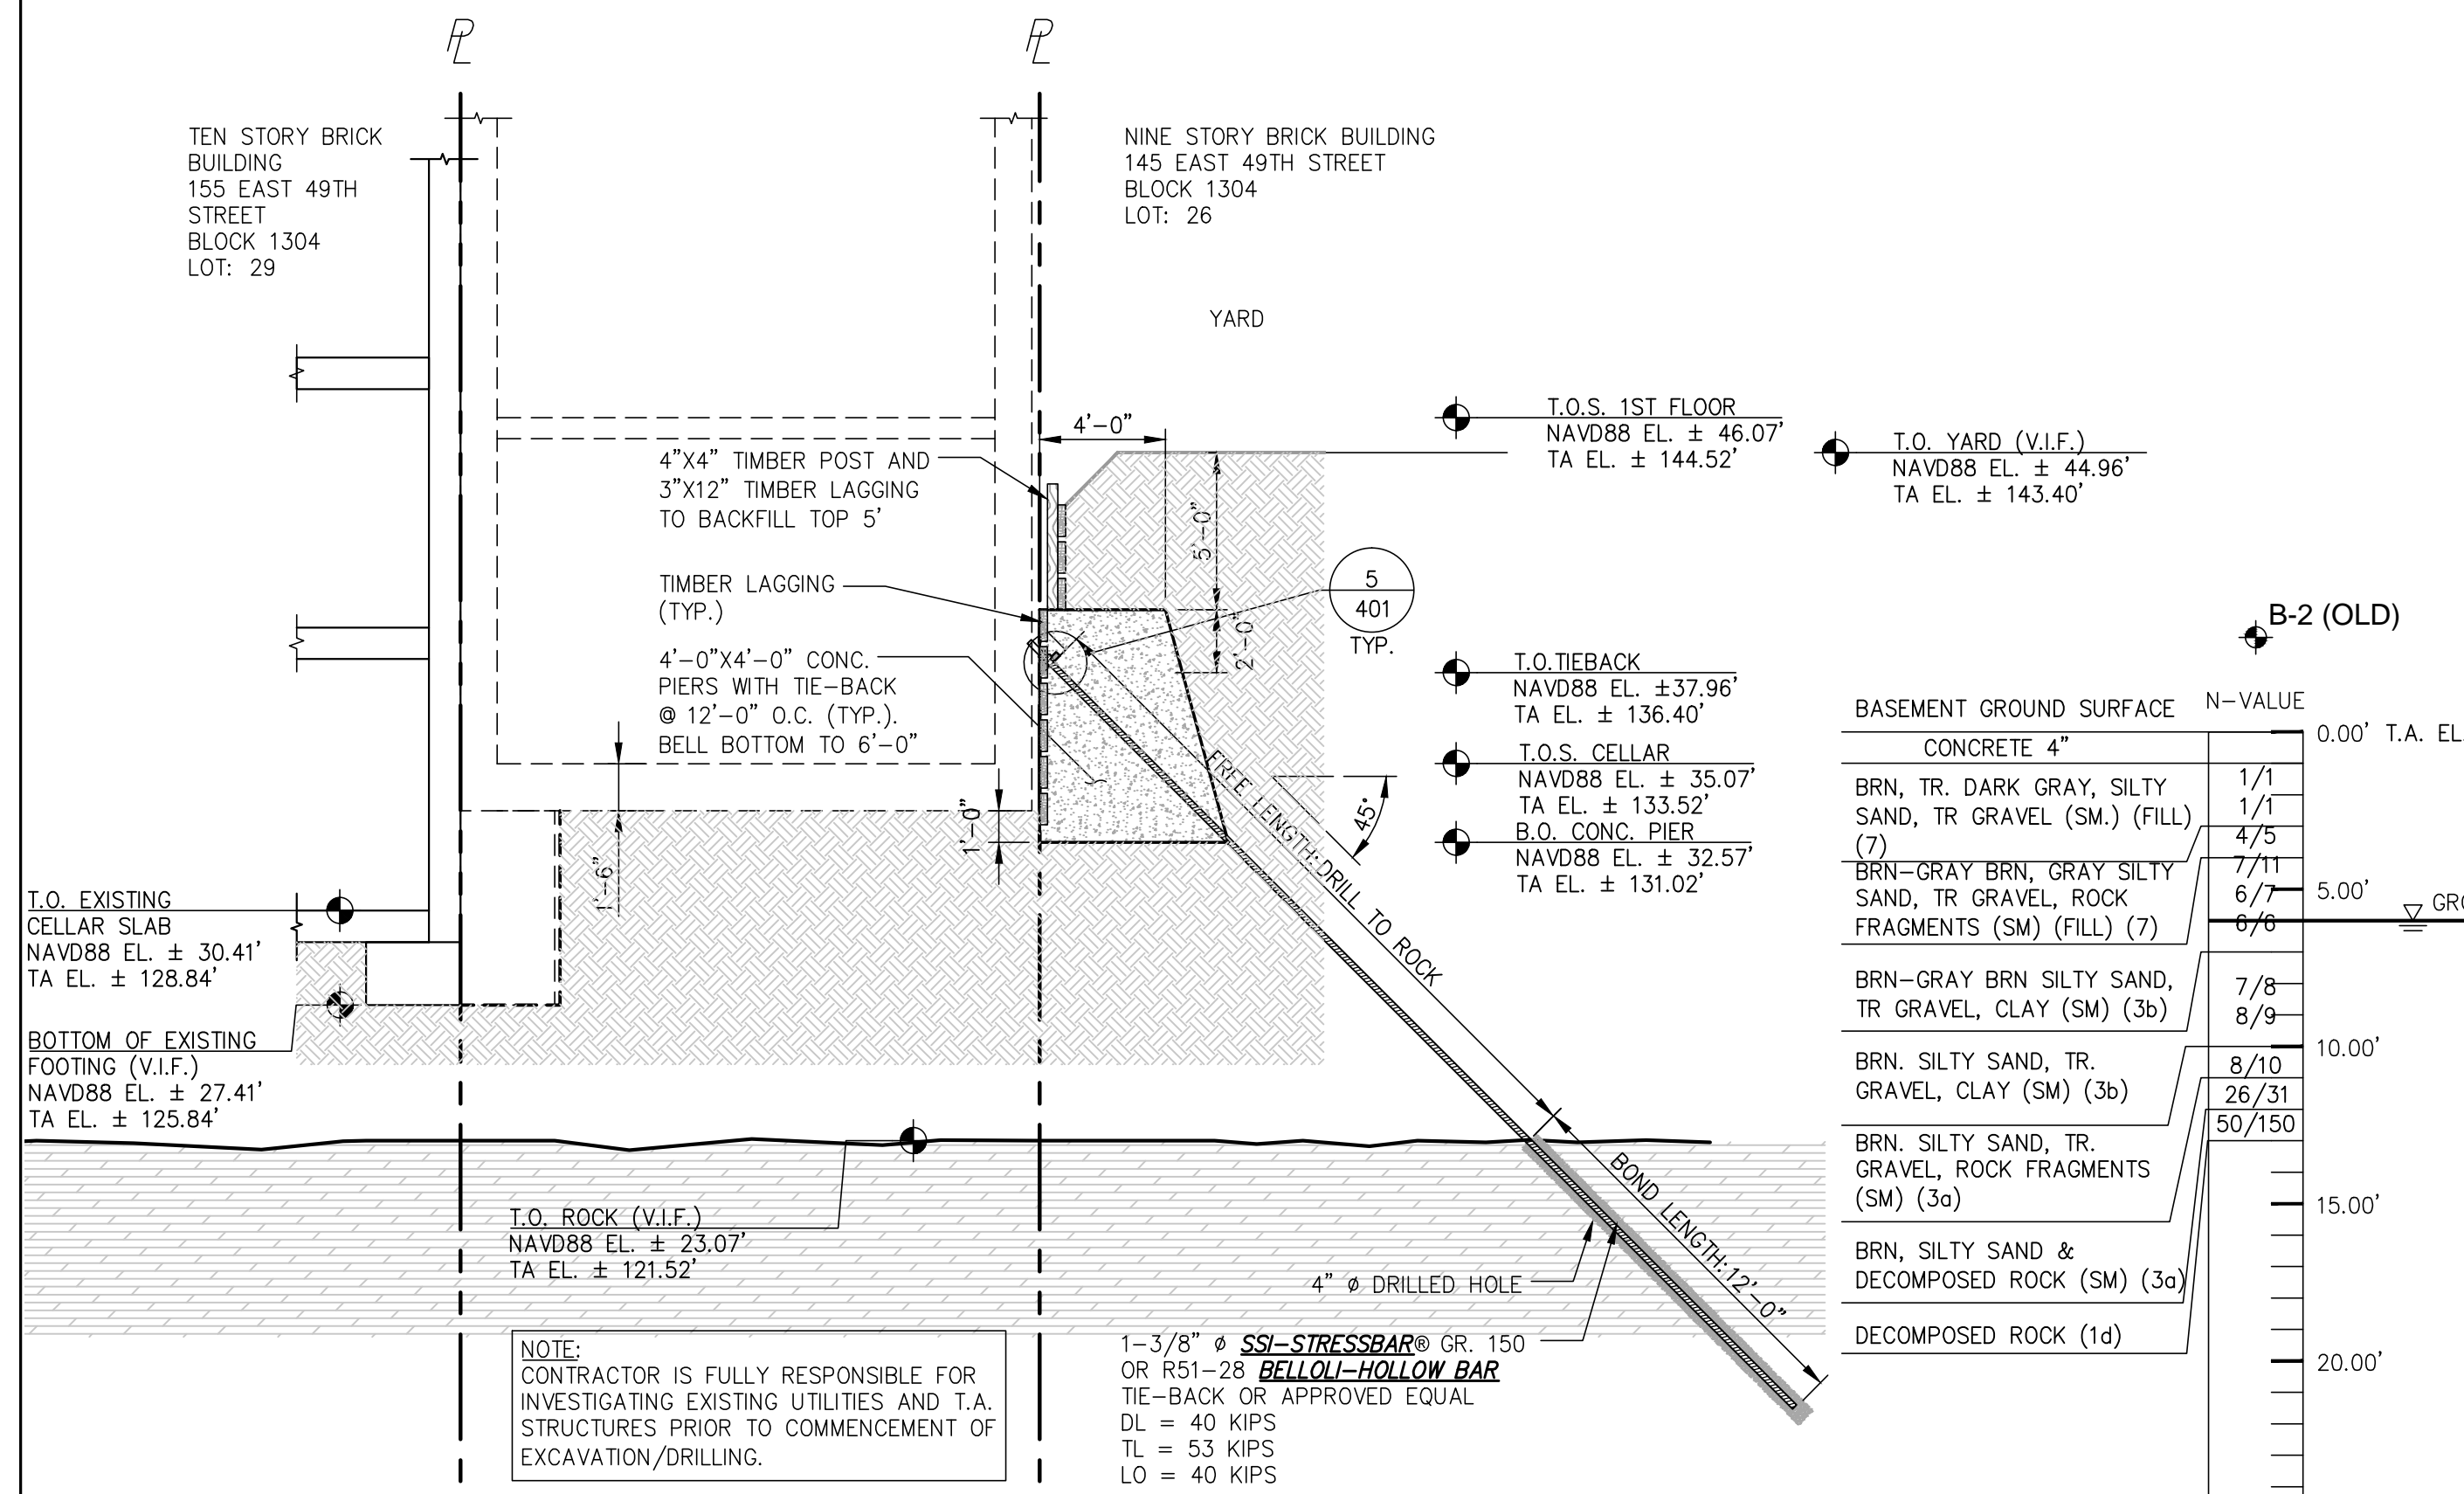 TEN STORY BRICK
BUILDING
155 EAST 49TH
STREET
BLOCK 1304
LOT: 29
NINE STORY BRICK BUILDING
145 EAST 49TH STREET
BLOCK 1304
LOT: 26
YARD
4'-0"
T.O.S. 1ST FLOOR
NAVD88 EL. ± 46.07'
TA EL. ± 144.52'
T.O. YARD (V.I.F.)
NAVD88 EL. ± 44.96'
TA EL. ± 143.40'
4"X4" TIMBER POST AND
3"X12" TIMBER LAGGING
TO BACKFILL TOP 5'
5'-0"
TIMBER LAGGING
(TYP.)
5
401
TYP.
2'-0"
4'-0"X4'-0" CONC.
PIERS WITH TIE-BACK
@ 12'-0" O.C. (TYP.).
BELL BOTTOM TO 6'-0"
T.O.TIEBACK
NAVD88 EL. ±37.96'
TA EL. ± 136.40'
T.O.S. CELLAR
NAVD88 EL. ± 35.07'
TA EL. ± 133.52'
B.O. CONC. PIER
NAVD88 EL. ± 32.57'
TA EL. ± 131.02'
1'-6"
1'-0"
FREE LENGTH:DRILL TO ROCK
45°
T.O. EXISTING
CELLAR SLAB
NAVD88 EL. ± 30.41'
TA EL. ± 128.84'
BOTTOM OF EXISTING
FOOTING (V.I.F.)
NAVD88 EL. ± 27.41'
TA EL. ± 125.84'
T.O. ROCK (V.I.F.)
NAVD88 EL. ± 23.07'
TA EL. ± 121.52'
BOND LENGTH:12'-0"
4" ø DRILLED HOLE
NOTE:
CONTRACTOR IS FULLY RESPONSIBLE FOR
INVESTIGATING EXISTING UTILITIES AND T.A.
STRUCTURES PRIOR TO COMMENCEMENT OF
EXCAVATION/DRILLING.
1-3/8" ø SSI-STRESSBAR® GR. 150
OR R51-28 BELLOLI-HOLLOW BAR
TIE-BACK OR APPROVED EQUAL
DL = 40 KIPS
TL = 53 KIPS
LO = 40 KIPS
B-2 (OLD)
N-VALUE
BASEMENT GROUND SURFACE
0.00' T.A. EL.
CONCRETE 4"
BRN, TR. DARK GRAY, SILTY
SAND, TR GRAVEL (SM.) (FILL)
(7)
BRN-GRAY BRN, GRAY SILTY
SAND, TR GRAVEL, ROCK
FRAGMENTS (SM) (FILL) (7)
BRN-GRAY BRN SILTY SAND,
TR GRAVEL, CLAY (SM) (3b)
BRN. SILTY SAND, TR.
GRAVEL, CLAY (SM) (3b)
BRN. SILTY SAND, TR.
GRAVEL, ROCK FRAGMENTS
(SM) (3a)
BRN, SILTY SAND &
DECOMPOSED ROCK (SM) (3a)
DECOMPOSED ROCK (1d)
1/1
1/1
4/5
7/11
6/7
6/6
7/8
8/9
8/10
26/31
50/150
5.00'
10.00'
15.00'
20.00'